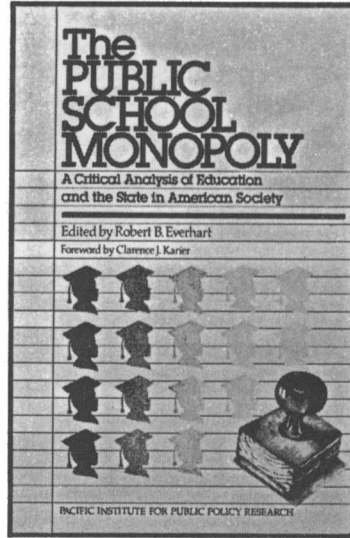 The
PUBLIC
SCHOOL
MONOPOLY
A Critical Analysis of Education
and the State in American Society
Edited by Robert B. Everhart
Foreword by Clarence J. Karier
PACIFIC INSTITUTE FOR PUBLIC POLICY RESEARCH